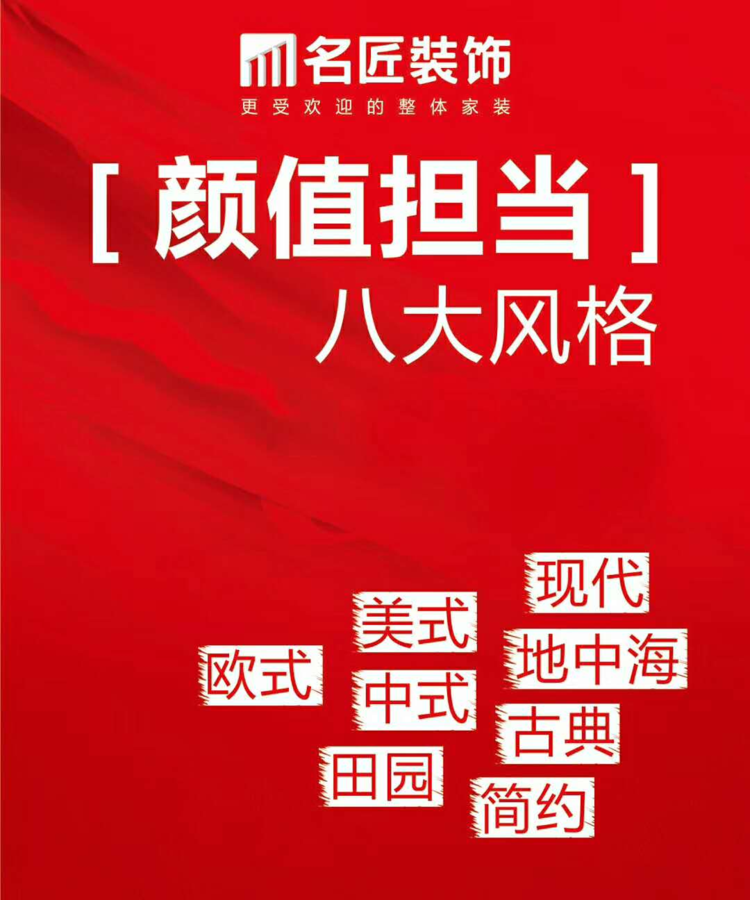 名匠裝饰
更受欢迎的整体家装
[ 颜值担当 ]
八大风格
现代
美式
地中海
欧式
中式
古典
田园
简约